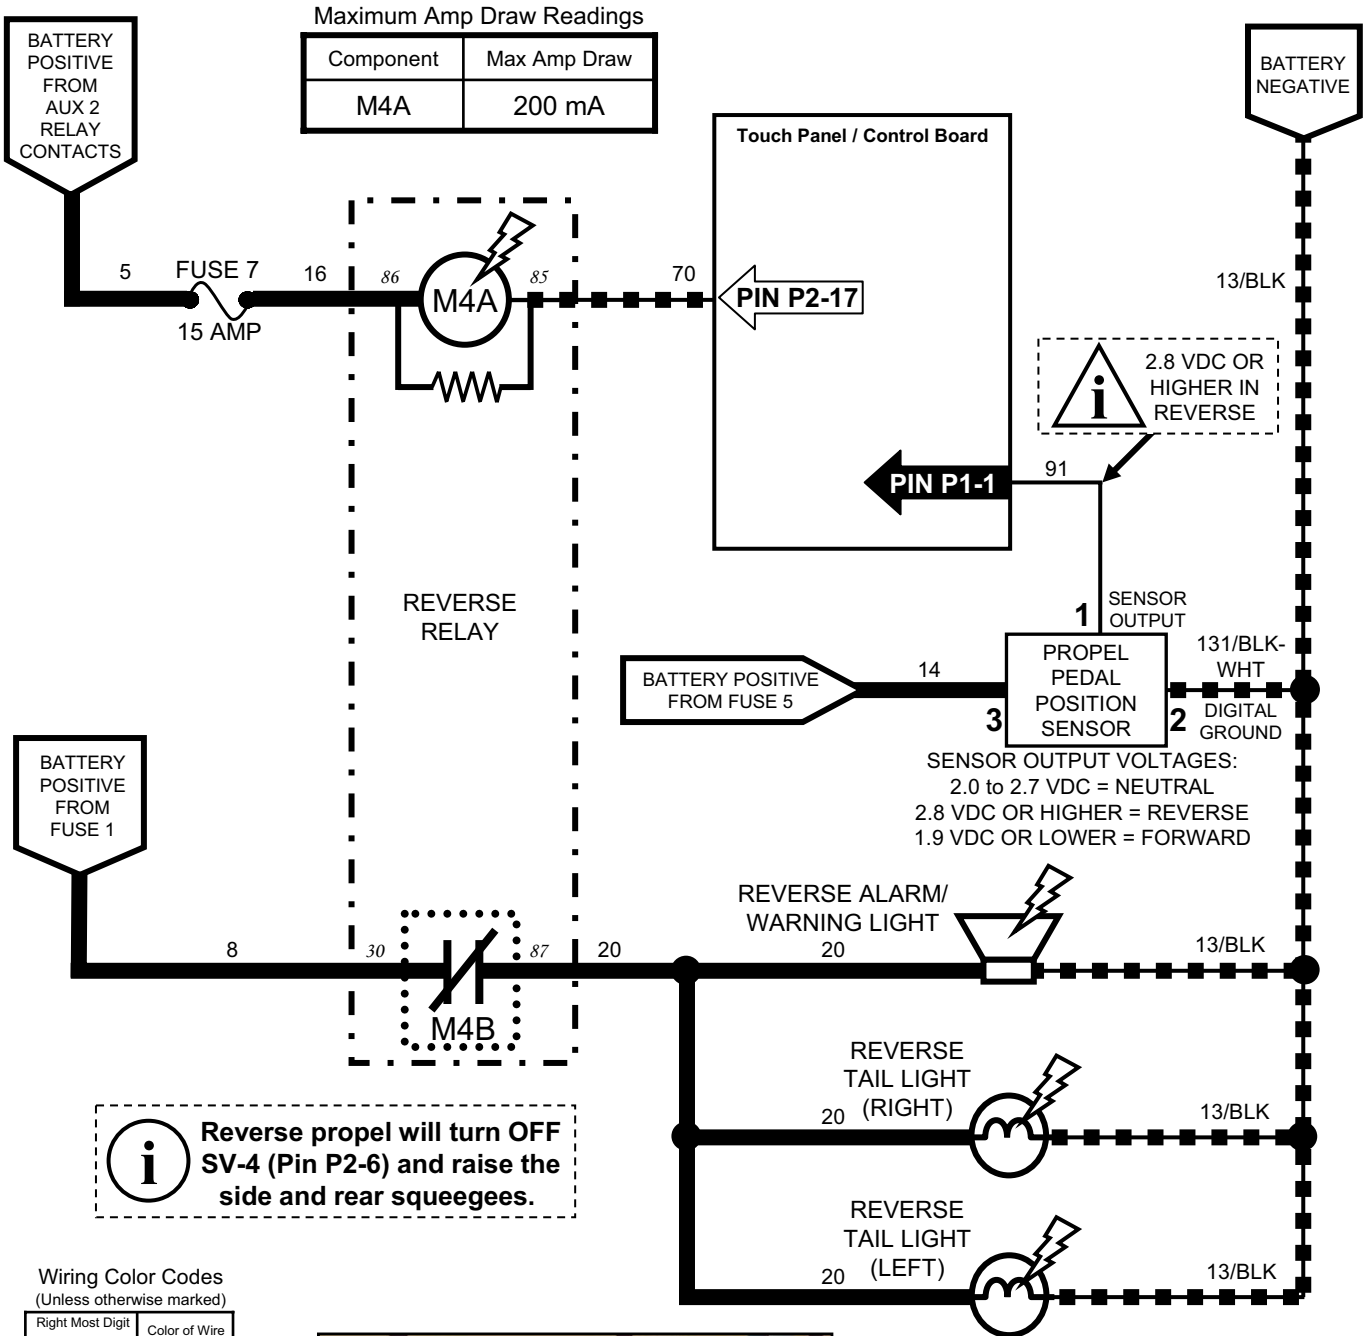 Maximum Amp Draw Readings
Component Max Amp Draw
M4A 200 mA
BATTERY
POSITIVE
FROM
AUX 2
RELAY
CONTACTS
BATTERY
NEGATIVE
Touch Panel / Control Board
5
FUSE 7
15 AMP
16
86
M4A
85
70
PIN P2-17
13/BLK
i
2.8 VDC OR
HIGHER IN
REVERSE
PIN P1-1
91
REVERSE
RELAY
1
SENSOR
OUTPUT
BATTERY POSITIVE
FROM FUSE 5
14
3
PROPEL
PEDAL
POSITION
SENSOR
2
131/BLK-
WHT
DIGITAL
GROUND
SENSOR OUTPUT VOLTAGES:
2.0 to 2.7 VDC = NEUTRAL
2.8 VDC OR HIGHER = REVERSE
1.9 VDC OR LOWER = FORWARD
BATTERY
POSITIVE
FROM
FUSE 1
8
30
M4B
87
20
REVERSE ALARM/
WARNING LIGHT
20
13/BLK
REVERSE
TAIL LIGHT
(RIGHT)
20
13/BLK
i
Reverse propel will turn OFF
SV-4 (Pin P2-6) and raise the
side and rear squeegees.
REVERSE
TAIL LIGHT
(LEFT)
20
13/BLK
Wiring Color Codes
(Unless otherwise marked)
Right Most Digit Color of Wire